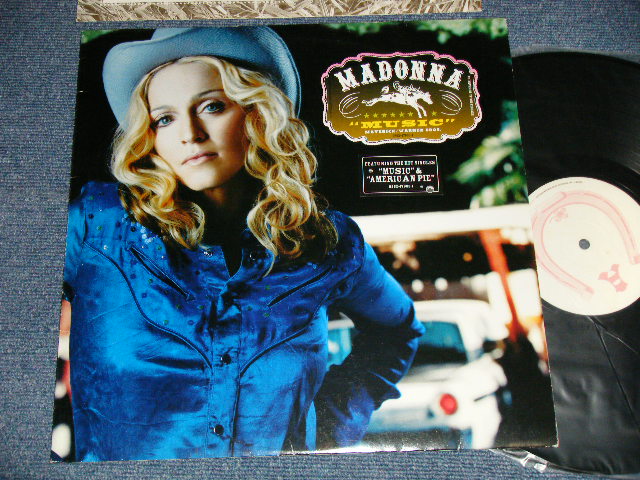 MADONNA
"MUSIC"
MAVERICK/WARNER BROS.
FEATURING THE HIT SINGLES
"MUSIC" &
"AMERICAN PIE"